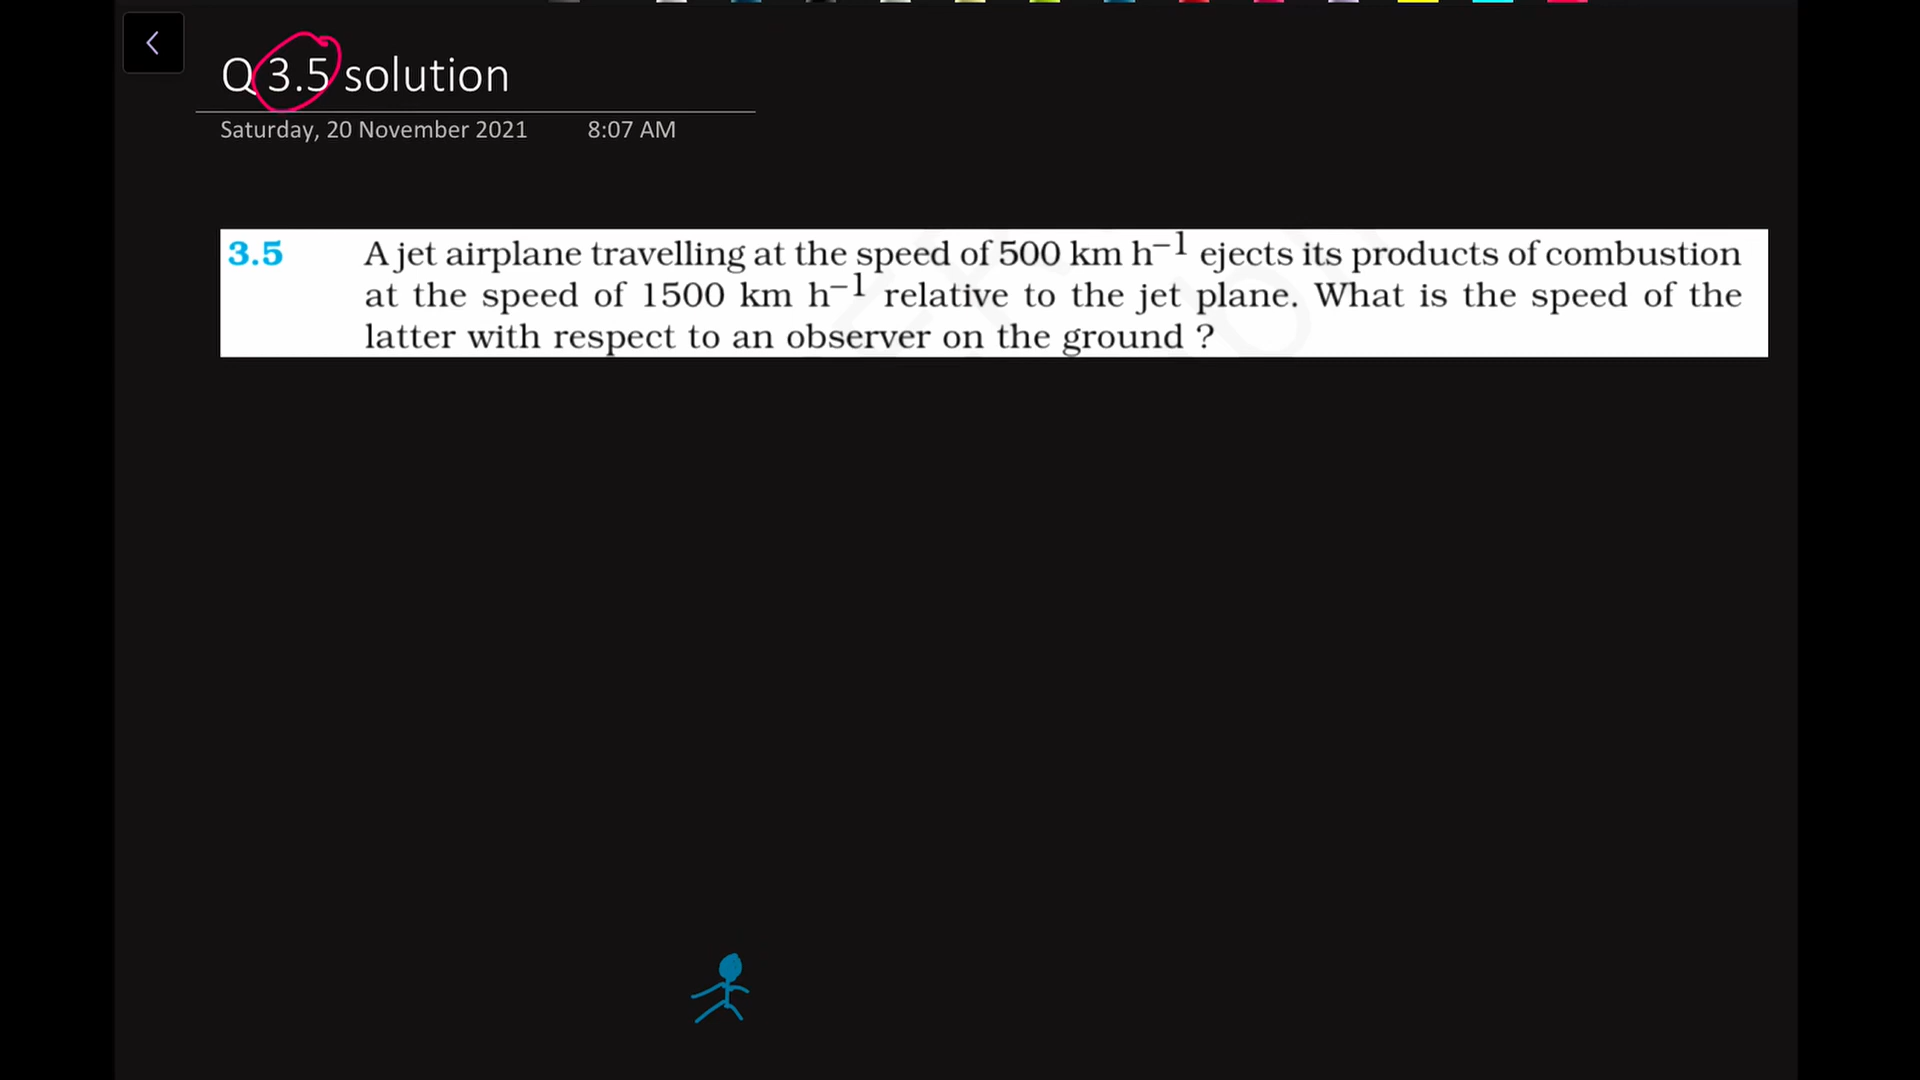 Q 3.5 solution
Saturday, 20 November 2021 8:07 AM
3.5 A jet airplane travelling at the speed of 500 km h⁻¹ ejects its products of combustion
at the speed of 1500 km h⁻¹ relative to the jet plane. What is the speed of the
latter with respect to an observer on the ground ?